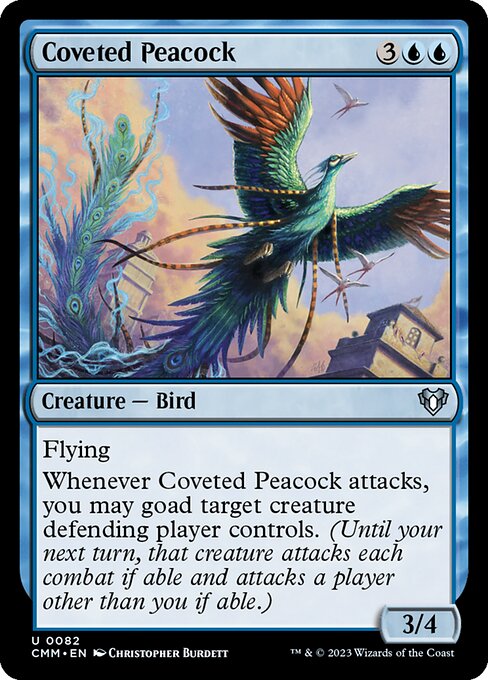 Coveted Peacock 3
Creature — Bird
Flying
Whenever Coveted Peacock attacks,
you may goad target creature
defending player controls. (Until your
next turn, that creature attacks each
combat if able and attacks a player
other than you if able.)
3/4
U 0082
CMM • EN Christopher Burdett ™ & © 2023 Wizards of the Coast